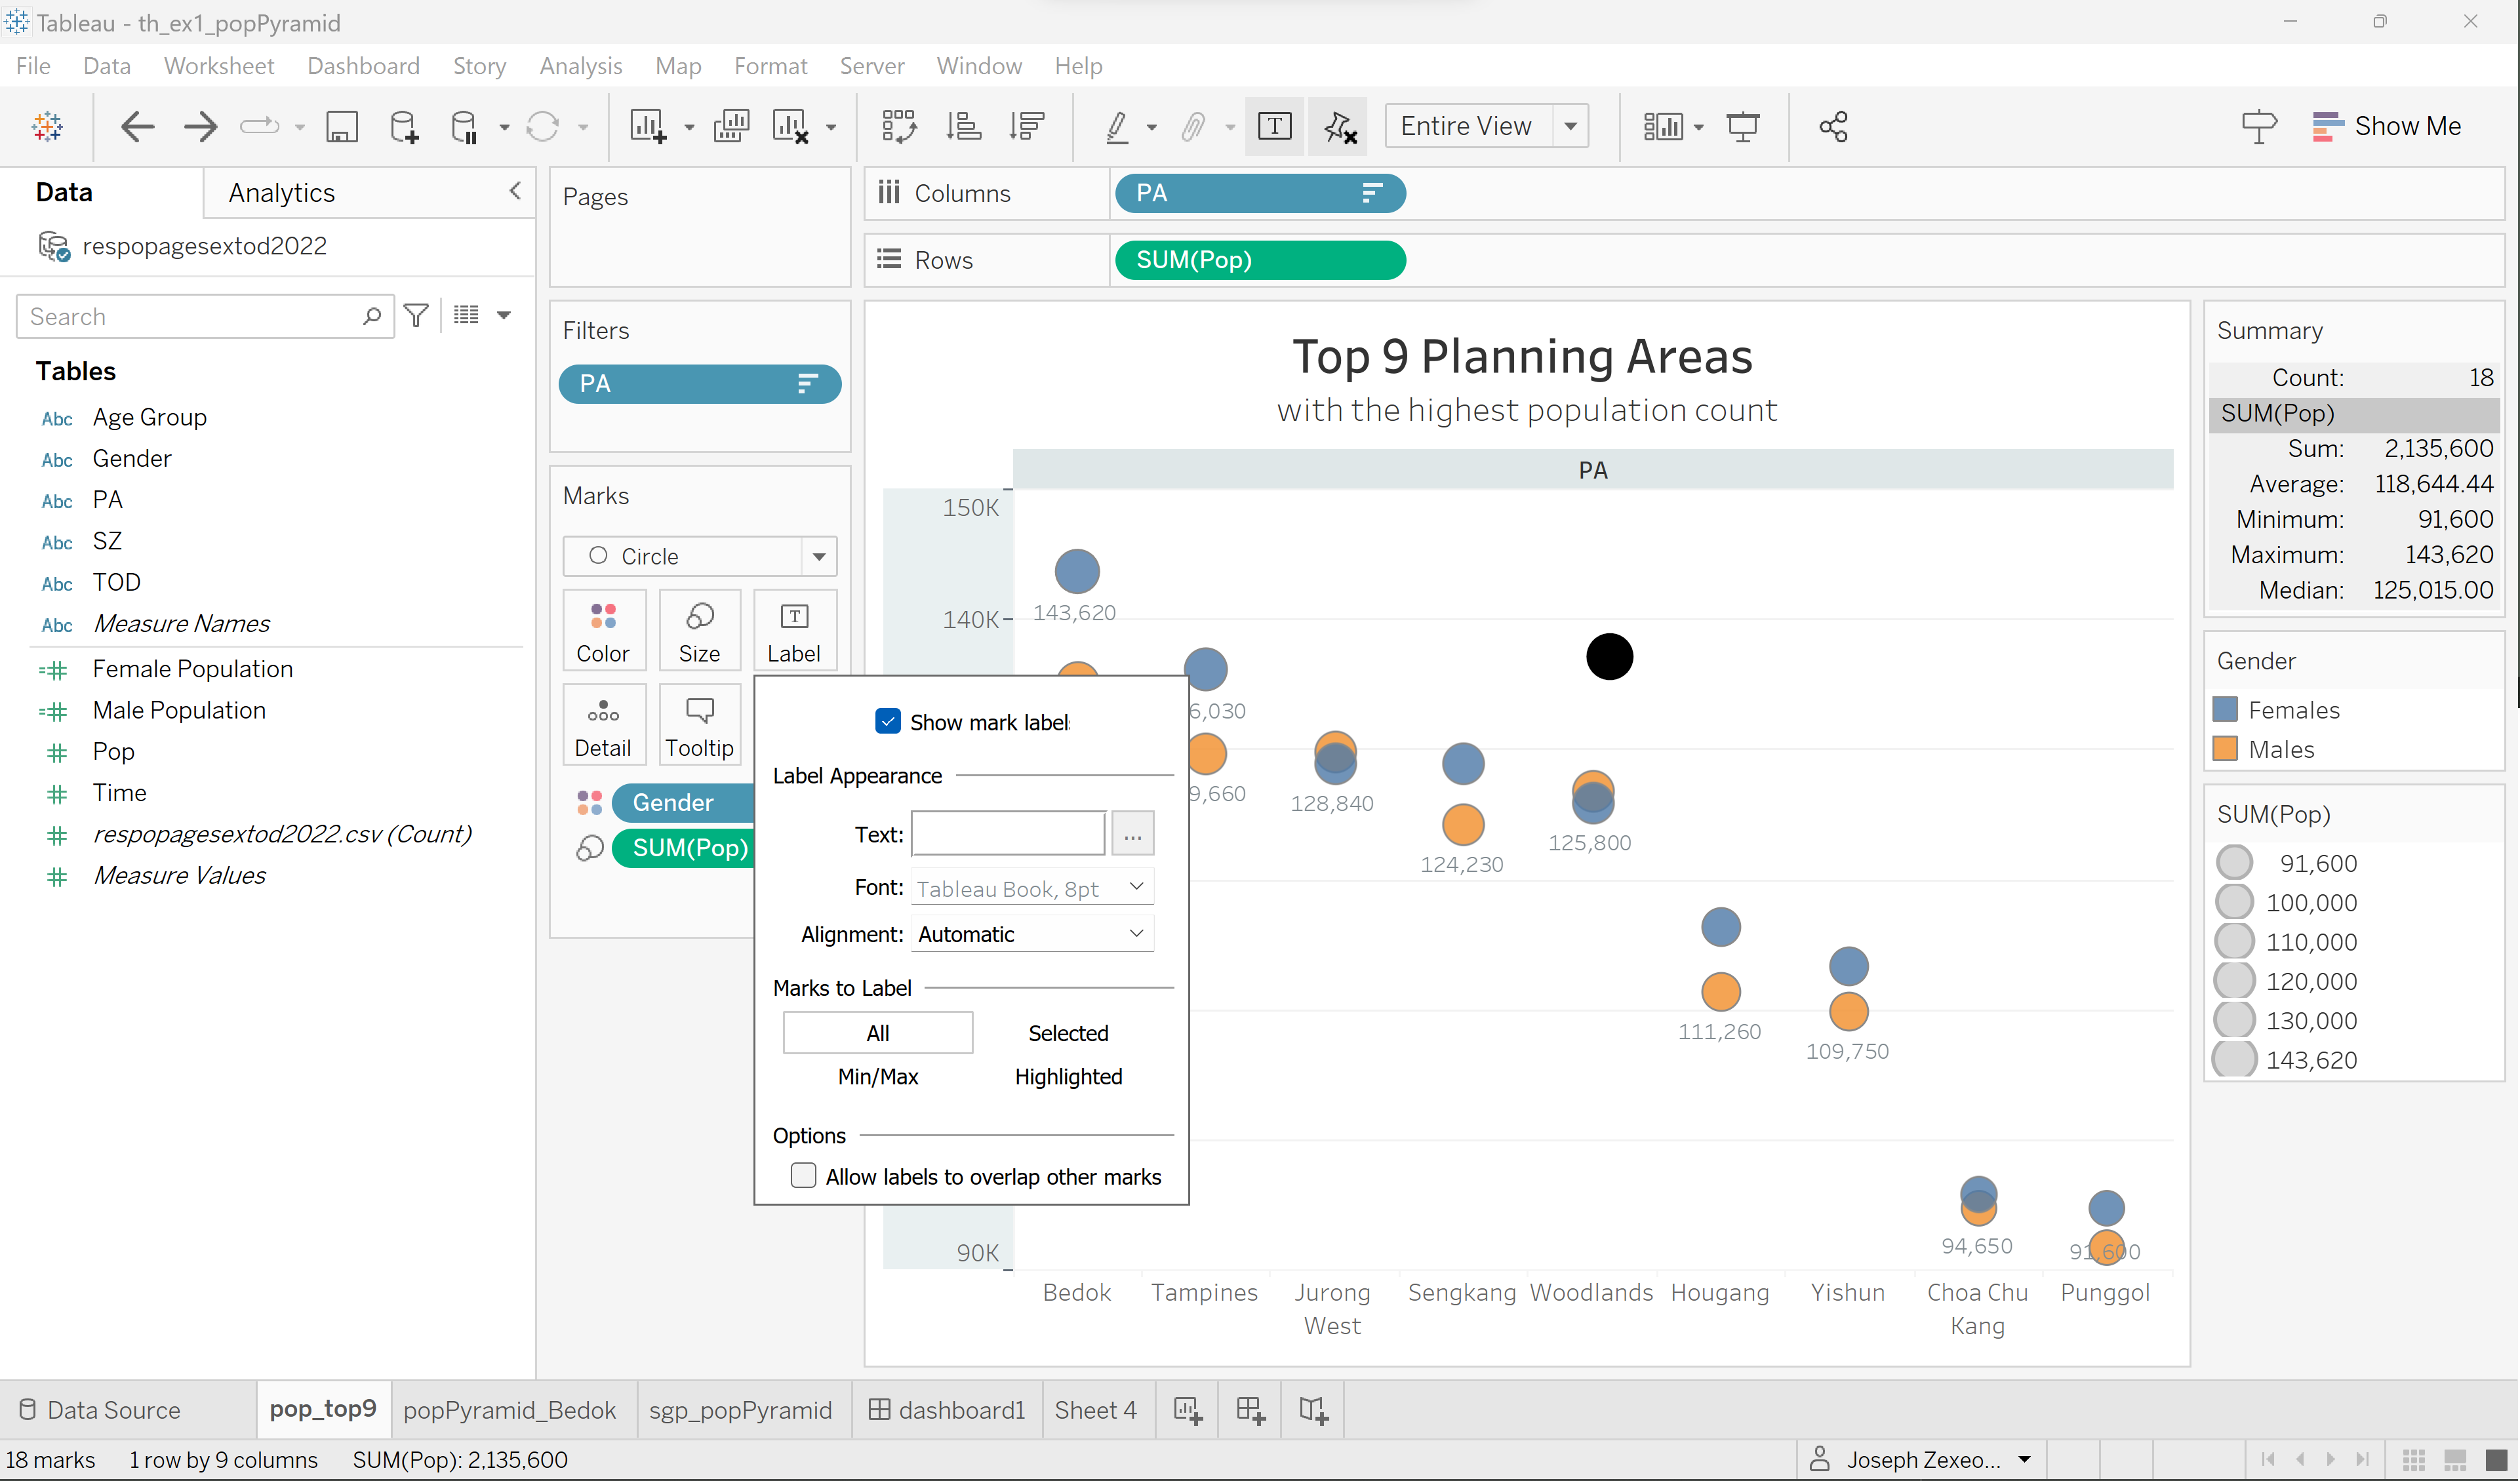 Tableau - th_ex1_popPyramid
File Data Worksheet Dashboard Story Analysis Map Format Server Window Help
Entire View
Show Me
Data
Analytics
respopagesextod2022
Search
Tables
Abc Age Group
Abc Gender
Abc PA
Abc SZ
Abc TOD
Abc Measure Names
Female Population
Male Population
Pop
Time
respopagesextod2022.csv (Count)
Measure Values
Pages
Filters
PA
Marks
Circle
Color Size Label
Detail Tooltip
Gender
SUM(Pop)
Show mark label
Label Appearance
Text: ...
Font: Tableau Book, 8pt
Alignment: Automatic
Marks to Label
All Selected
Min/Max Highlighted
Options
Allow labels to overlap other marks
Columns PA
Rows SUM(Pop)
Top 9 Planning Areas
with the highest population count
PA
150K
140K
90K
143,620
6,030
9,660
128,840
124,230
125,800
111,260
109,750
94,650
91,600
Bedok Tampines Jurong Sengkang Woodlands Hougang Yishun Choa Chu Punggol
West Kang
Summary
Count: 18
SUM(Pop)
Sum: 2,135,600
Average: 118,644.44
Minimum: 91,600
Maximum: 143,620
Median: 125,015.00
Gender
Females
Males
SUM(Pop)
91,600
100,000
110,000
120,000
130,000
143,620
Data Source pop_top9 popPyramid_Bedok sgp_popPyramid dashboard1 Sheet 4
18 marks 1 row by 9 columns SUM(Pop): 2,135,600
Joseph Zexeo...